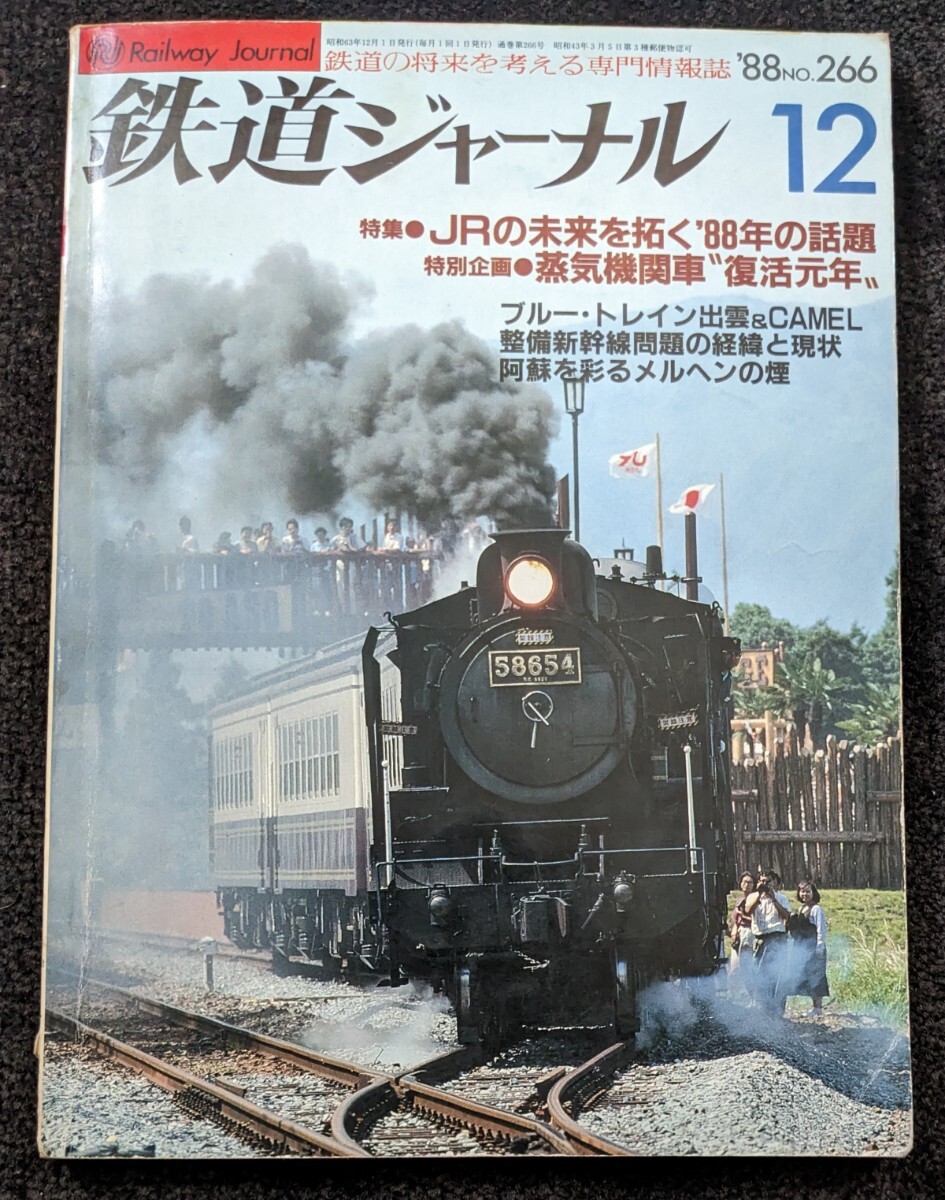 Railway Journal
昭和63年12月1日発行(毎月1回1日発行) 通巻第266号 昭和43年3月5日第3種郵便物認可
鉄道の将来を考える専門情報誌 '88 NO.266
鉄道ジャーナル 12
特集●JRの未来を拓く'88年の話題
特別企画●蒸気機関車〝復活元年〟
ブルー・トレイン出雲&CAMEL
整備新幹線問題の経緯と現状
阿蘇を彩るメルヘンの煙
58654